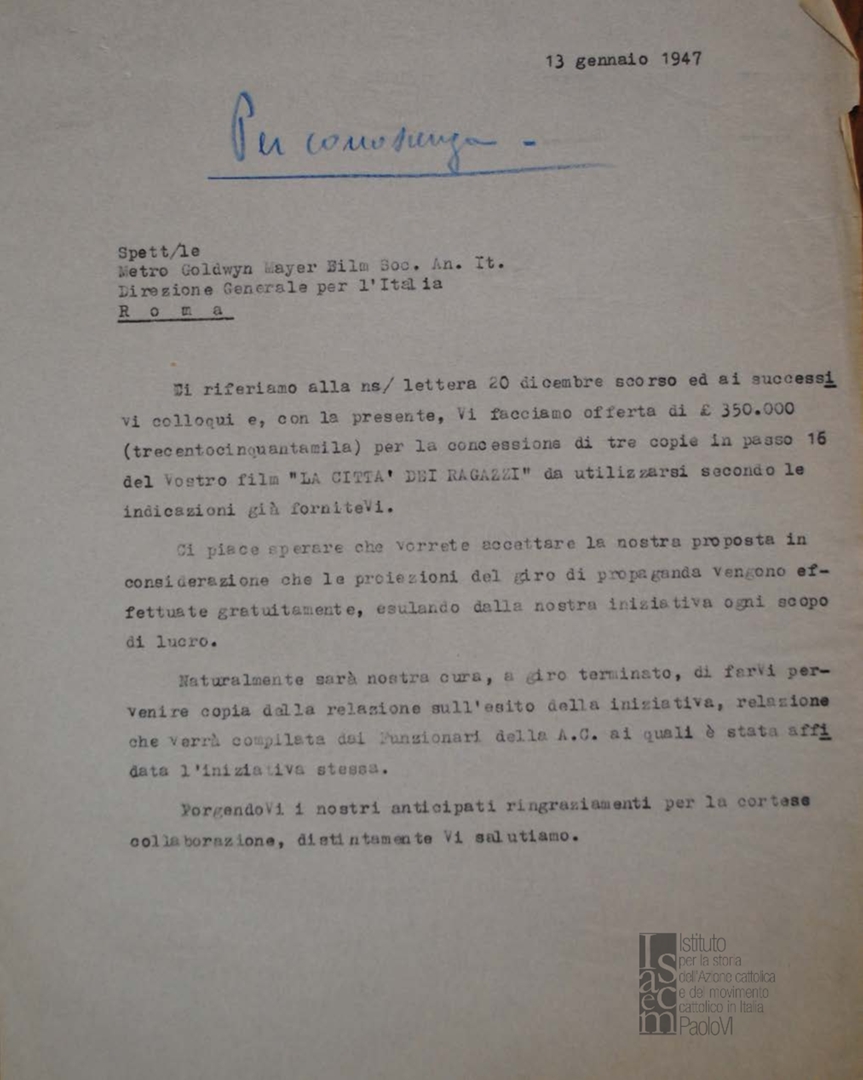 13 gennaio 1947
Per conoscenza -
Spett/le
Metro Goldwyn Mayer Film Soc. An. It.
Direzione Generale per l'Italia
R o m a
Ci riferiamo alla ns/ lettera 20 dicembre scorso ed ai successi
vi colloqui e, con la presente, Vi facciamo offerta di £ 350.000
(trecentocinquantamila) per la concessione di tre copie in passo 16
del Vostro film "LA CITTA' DEI RAGAZZI" da utilizzarsi secondo le
indicazioni già forniteVi.
Ci piace sperare che vorrete accettare la nostra proposta in
considerazione che le proiezioni del giro di propaganda vengono ef-
fettuate gratuitamente, esulando dalla nostra iniziativa ogni scopo
di lucro.
Naturalmente sarà nostra cura, a giro terminato, di farVi per-
venire copia della relazione sull'esito della iniziativa, relazione
che verrà compilata dai Funzionari della A.C. ai quali è stata affi
data l'iniziativa stessa.
PorgendoVi i nostri anticipati ringraziamenti per la cortese
collaborazione, distintamente Vi salutiamo.
Isacem
Istituto
per la storia
dell'Azione cattolica
e del movimento
cattolico in Italia
PaoloVI